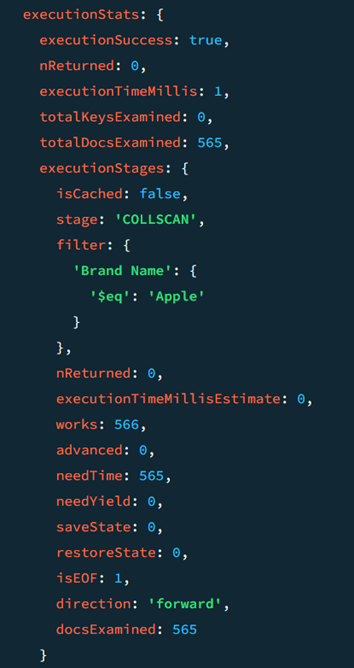 executionStats: {
executionSuccess: true,
nReturned: 0,
executionTimeMillis: 1,
totalKeysExamined: 0,
totalDocsExamined: 565,
executionStages: {
isCached: false,
stage: 'COLLSCAN',
filter: {
'Brand Name': {
'$eq': 'Apple'
}
},
nReturned: 0,
executionTimeMillisEstimate: 0,
works: 566,
advanced: 0,
needTime: 565,
needYield: 0,
saveState: 0,
restoreState: 0,
isEOF: 1,
direction: 'forward',
docsExamined: 565
}